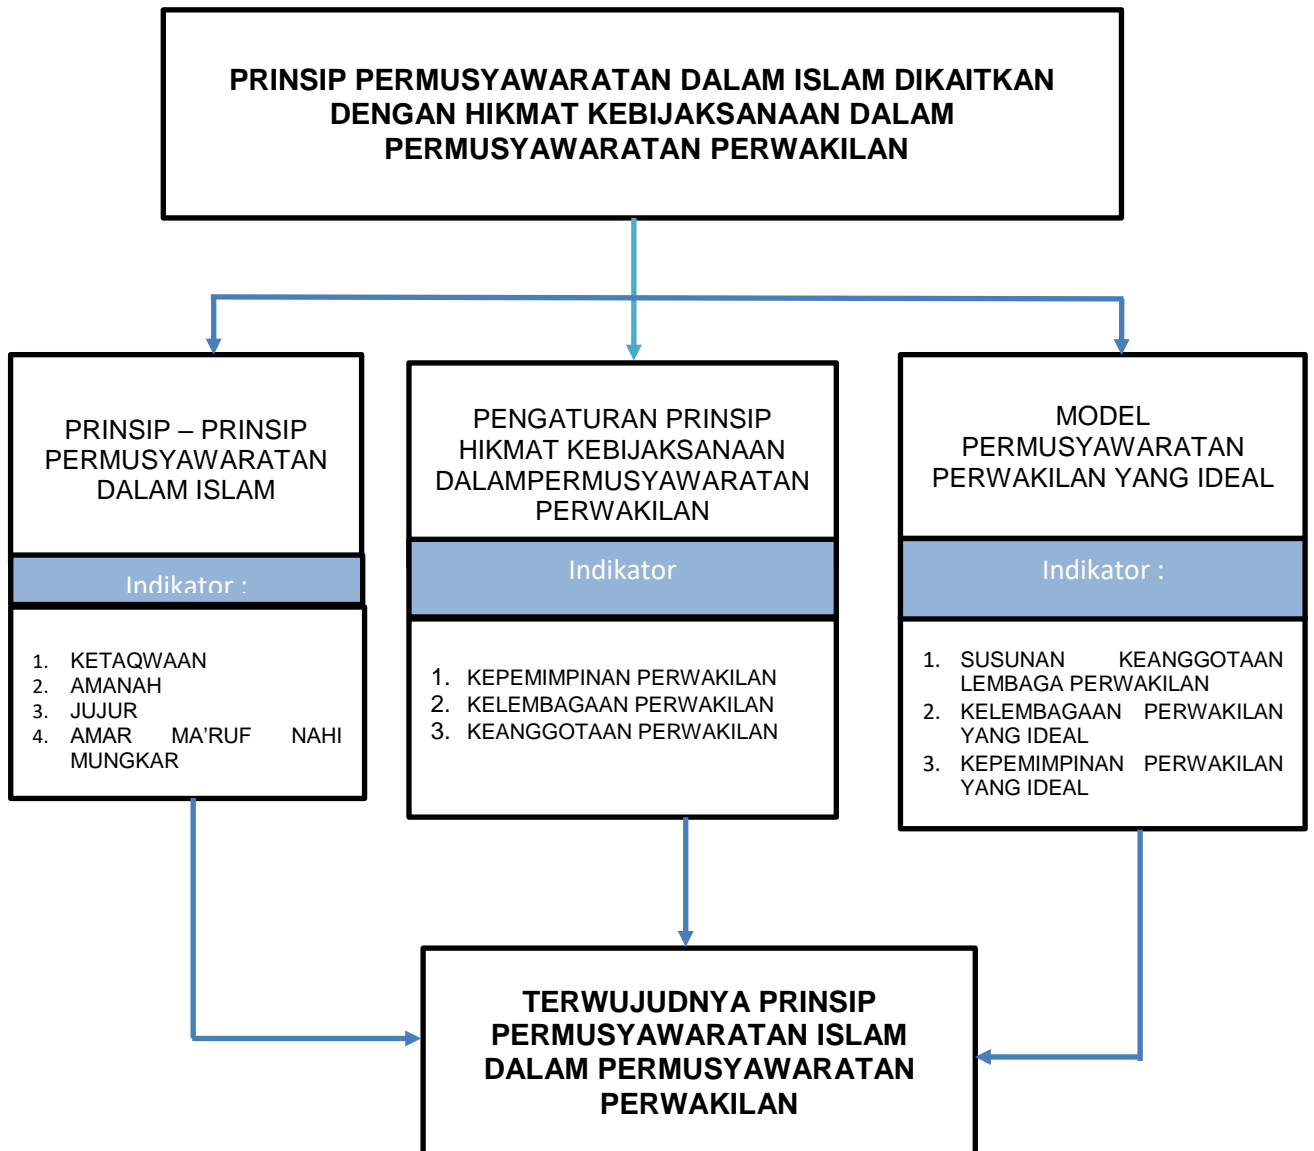 PRINSIP PERMUSYAWARATAN DALAM ISLAM DIKAITKAN
DENGAN HIKMAT KEBIJAKSANAAN DALAM
PERMUSYAWARATAN PERWAKILAN
PRINSIP – PRINSIP
PERMUSYAWARATAN
DALAM ISLAM
Indikator :
1. KETAQWAAN
2. AMANAH
3. JUJUR
4. AMAR MA’RUF NAHI
MUNGKAR
PENGATURAN PRINSIP
HIKMAT KEBIJAKSANAAN
DALAMPERMUSYAWARATAN
PERWAKILAN
Indikator
1. KEPEMIMPINAN PERWAKILAN
2. KELEMBAGAAN PERWAKILAN
3. KEANGGOTAAN PERWAKILAN
MODEL
PERMUSYAWARATAN
PERWAKILAN YANG IDEAL
Indikator :
1. SUSUNAN KEANGGOTAAN
LEMBAGA PERWAKILAN
2. KELEMBAGAAN PERWAKILAN
YANG IDEAL
3. KEPEMIMPINAN PERWAKILAN
YANG IDEAL
TERWUJUDNYA PRINSIP
PERMUSYAWARATAN ISLAM
DALAM PERMUSYAWARATAN
PERWAKILAN